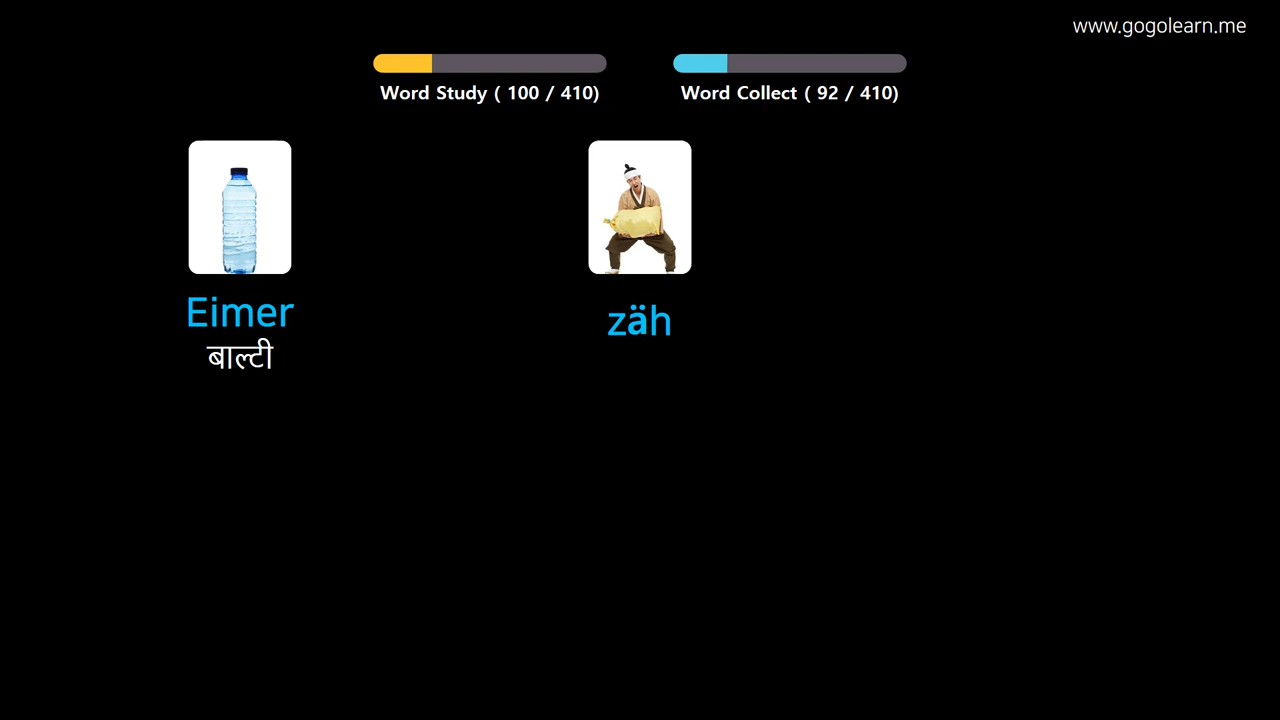 www.gogolearn.me
Word Study ( 100 / 410)
Word Collect ( 92 / 410)
Eimer
बाल्टी
zäh